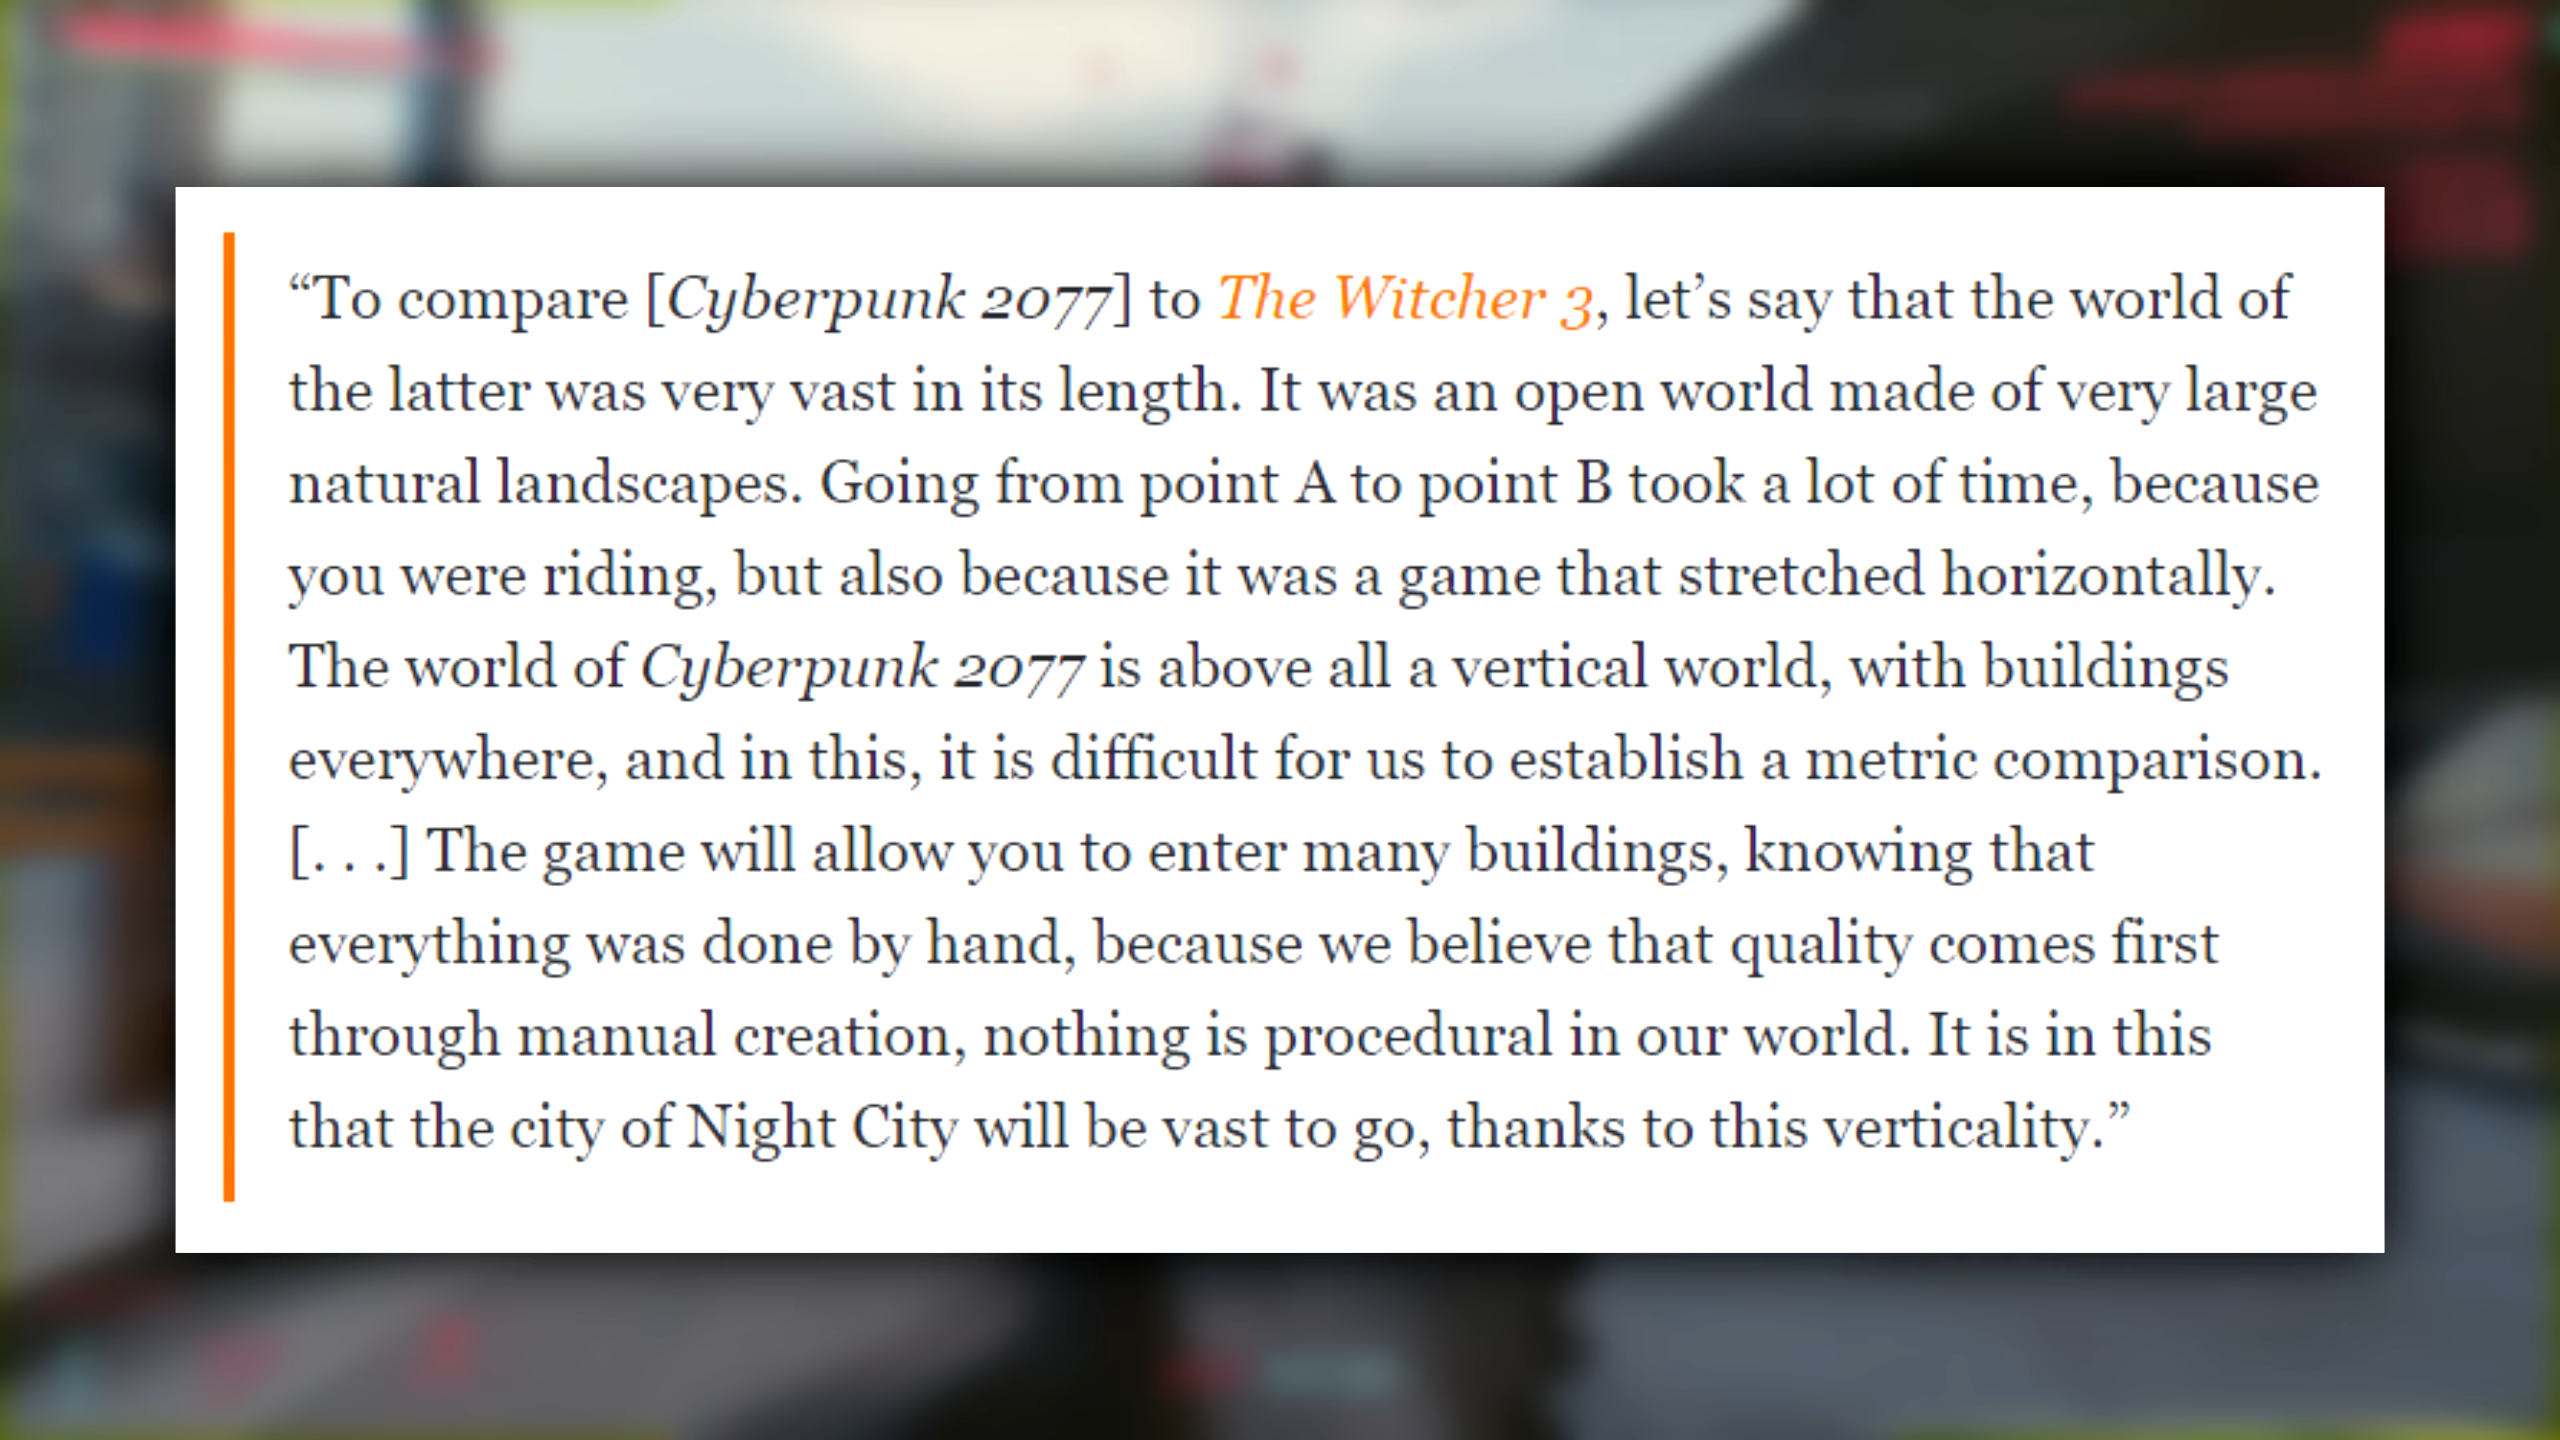 “To compare [Cyberpunk 2077] to The Witcher 3, let’s say that the world of
the latter was very vast in its length. It was an open world made of very large
natural landscapes. Going from point A to point B took a lot of time, because
you were riding, but also because it was a game that stretched horizontally.
The world of Cyberpunk 2077 is above all a vertical world, with buildings
everywhere, and in this, it is difficult for us to establish a metric comparison.
[. . .] The game will allow you to enter many buildings, knowing that
everything was done by hand, because we believe that quality comes first
through manual creation, nothing is procedural in our world. It is in this
that the city of Night City will be vast to go, thanks to this verticality.”